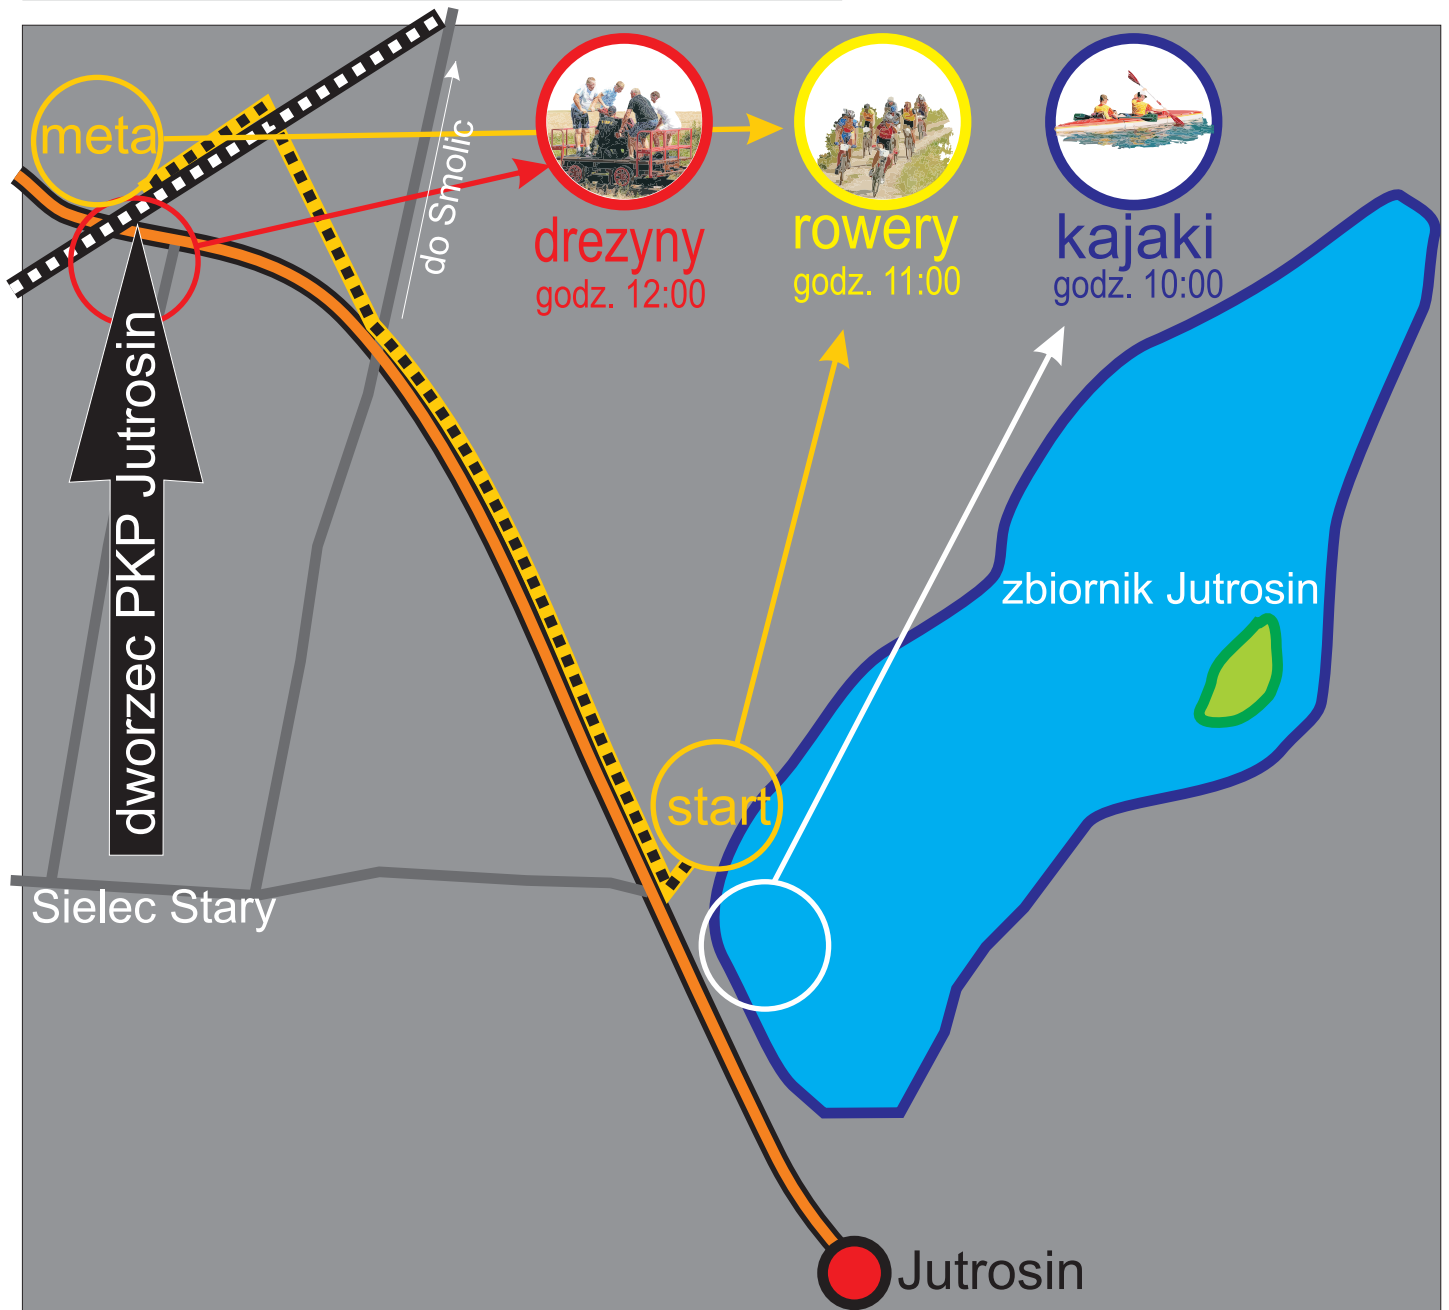 meta
do Smolic
drezyny
godz. 12:00
rowery
godz. 11:00
kajaki
godz. 10:00
dworzec PKP Jutrosin
zbiornik Jutrosin
start
Sielec Stary
Jutrosin